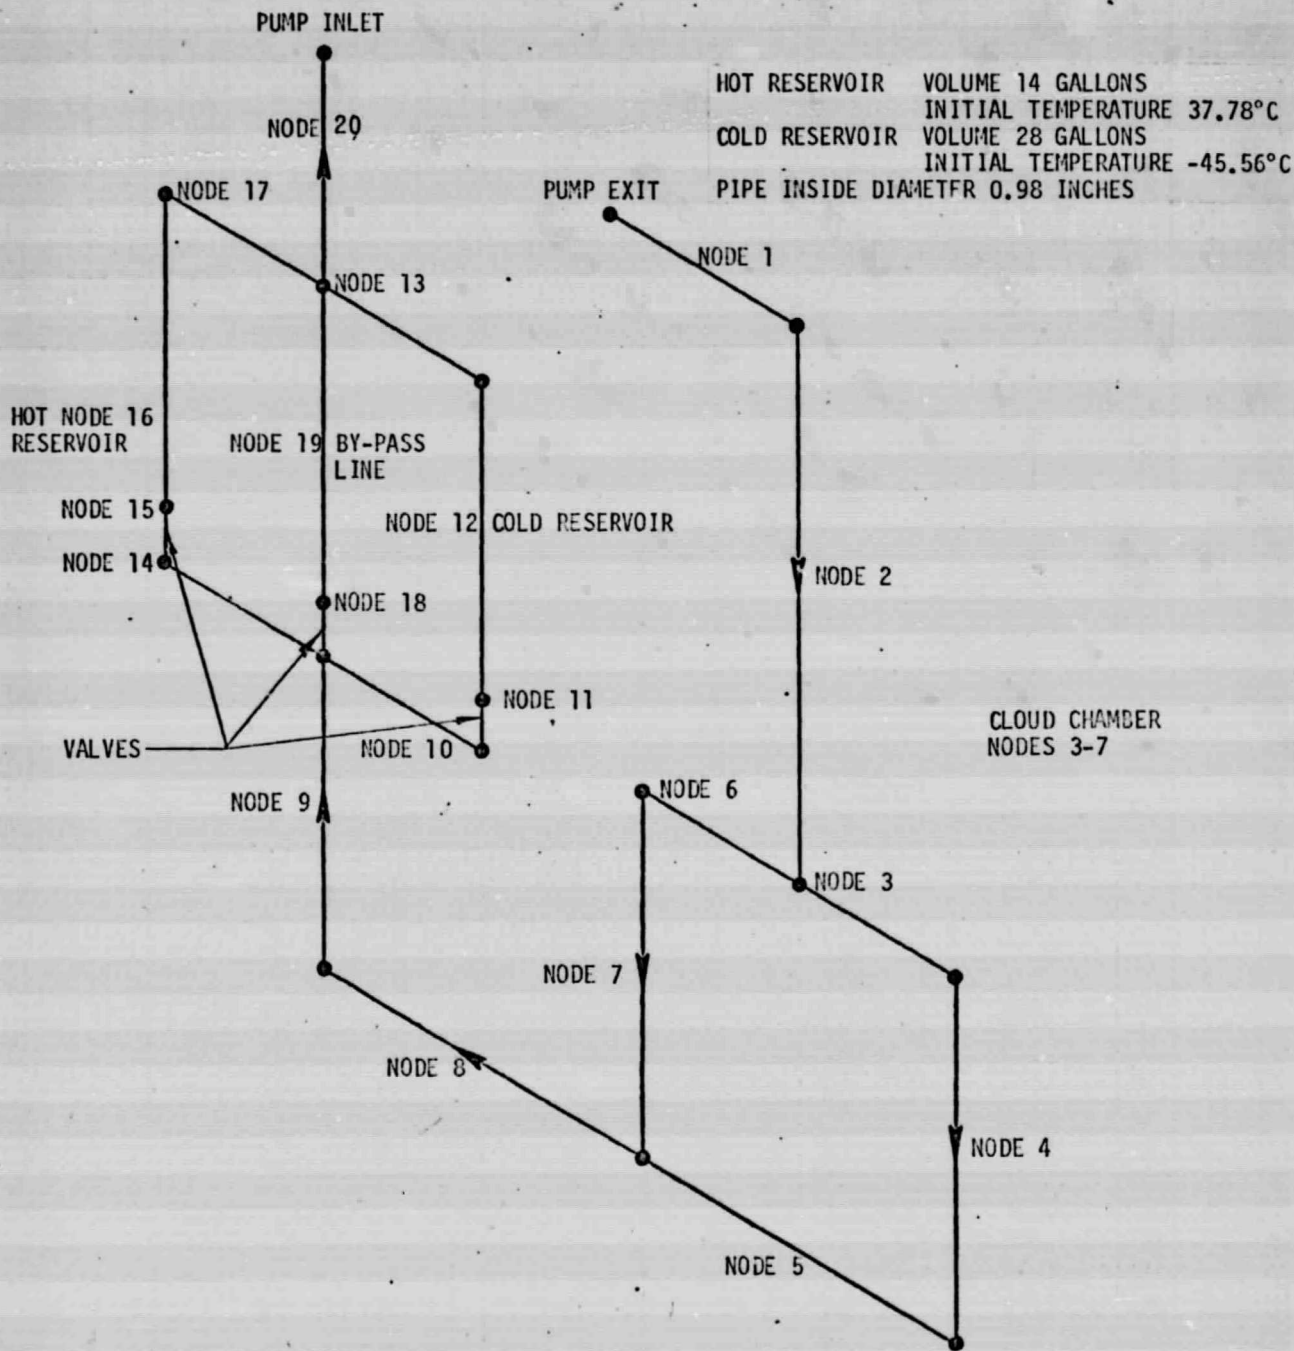 PUMP INLET
HOT RESERVOIR VOLUME 14 GALLONS
INITIAL TEMPERATURE 37.78°C
COLD RESERVOIR VOLUME 28 GALLONS
INITIAL TEMPERATURE -45.56°C
PIPE INSIDE DIAMETFR 0.98 INCHES
NODE 20
NODE 17
PUMP EXIT
NODE 1
NODE 13
HOT NODE 16
RESERVOIR
NODE 19 BY-PASS
LINE
NODE 15
NODE 12 COLD RESERVOIR
NODE 14
NODE 2
NODE 18
NODE 11
VALVES
NODE 10
CLOUD CHAMBER
NODES 3-7
NODE 9
NODE 6
NODE 3
NODE 7
NODE 8
NODE 4
NODE 5